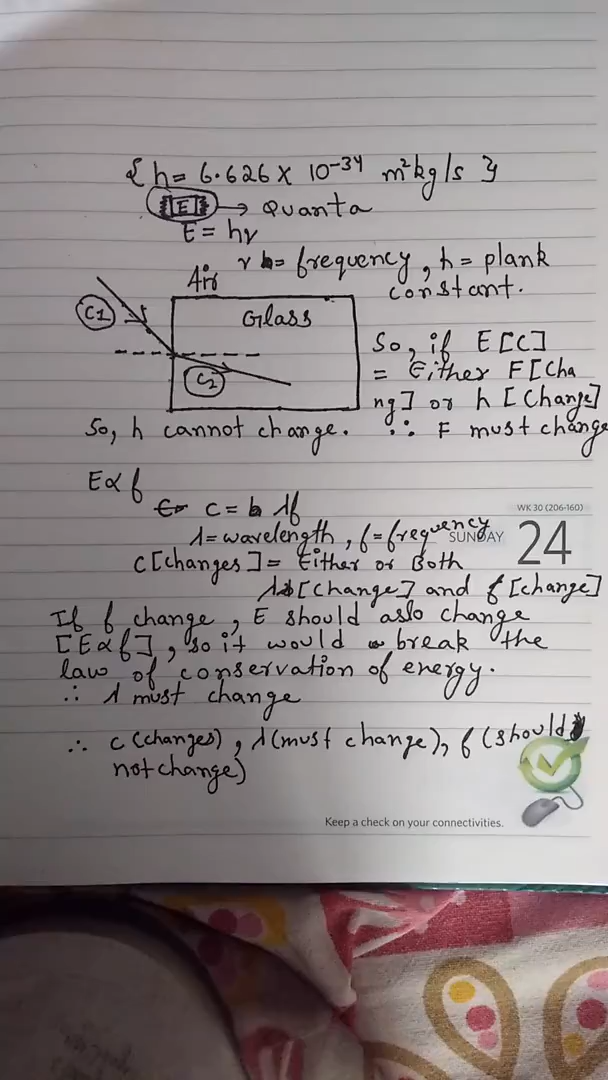 { h = 6.626 X 10⁻³⁴ m²kg/s }
[E] → Quanta
E = hν
ν = frequency, h = plank
constant.
Air
Glass
C1
C2
So, if E[C]
= Either F[Cha
ng] or h [Change]
So, h cannot change. ∴ F must change
E∝f
c = λf
λ = wavelength, f = frequency
WK 30 (206-160)
SUNDAY 24
c [changes] = Either or Both
λ [change] and f [change]
If f change, E should aslo change
[E∝f], so it would break the
law of conservation of energy.
∴ λ must change
∴ c (changes), λ (must change), f (should
not change)
Keep a check on your connectivities.